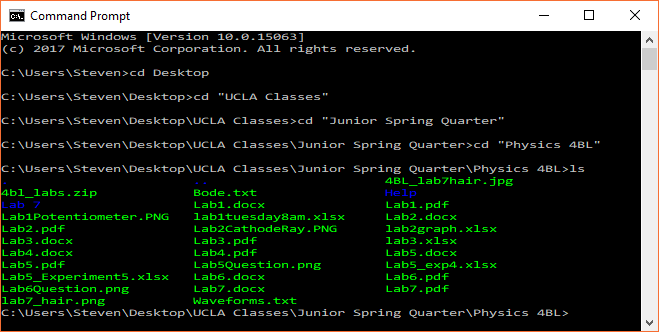 Command Prompt
Microsoft Windows [Version 10.0.15063]
(c) 2017 Microsoft Corporation. All rights reserved.
C:\Users\Steven>cd Desktop
C:\Users\Steven\Desktop>cd "UCLA Classes"
C:\Users\Steven\Desktop\UCLA Classes>cd "Junior Spring Quarter"
C:\Users\Steven\Desktop\UCLA Classes\Junior Spring Quarter>cd "Physics 4BL"
C:\Users\Steven\Desktop\UCLA Classes\Junior Spring Quarter\Physics 4BL>ls
. .. 4BL_lab7hair.jpg
4bl_labs.zip Bode.txt Help
Lab 7 Lab1.docx Lab1.pdf
Lab1Potentiometer.PNG lab1tuesday8am.xlsx Lab2.docx
Lab2.pdf Lab2CathodeRay.PNG lab2graph.xlsx
Lab3.docx Lab3.pdf lab3.xlsx
Lab4.docx Lab4.pdf Lab5.docx
Lab5.pdf Lab5Question.png Lab5_exp4.xlsx
Lab5_Experiment5.xlsx Lab6.docx Lab6.pdf
Lab6Question.png Lab7.docx Lab7.pdf
lab7_hair.png Waveforms.txt
C:\Users\Steven\Desktop\UCLA Classes\Junior Spring Quarter\Physics 4BL>